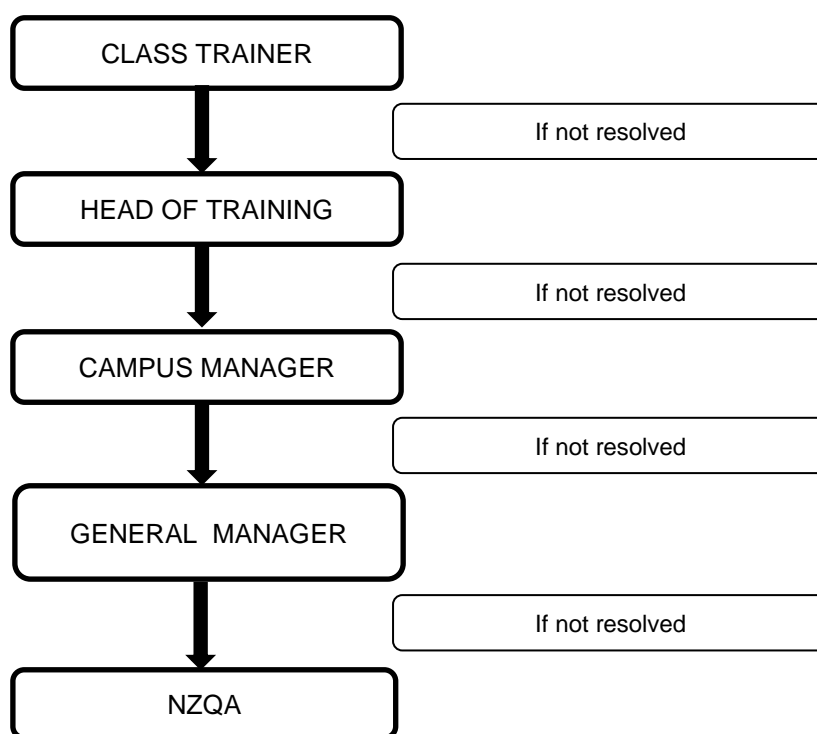 CLASS TRAINER
If not resolved
HEAD OF TRAINING
If not resolved
CAMPUS MANAGER
If not resolved
GENERAL  MANAGER
If not resolved
NZQA